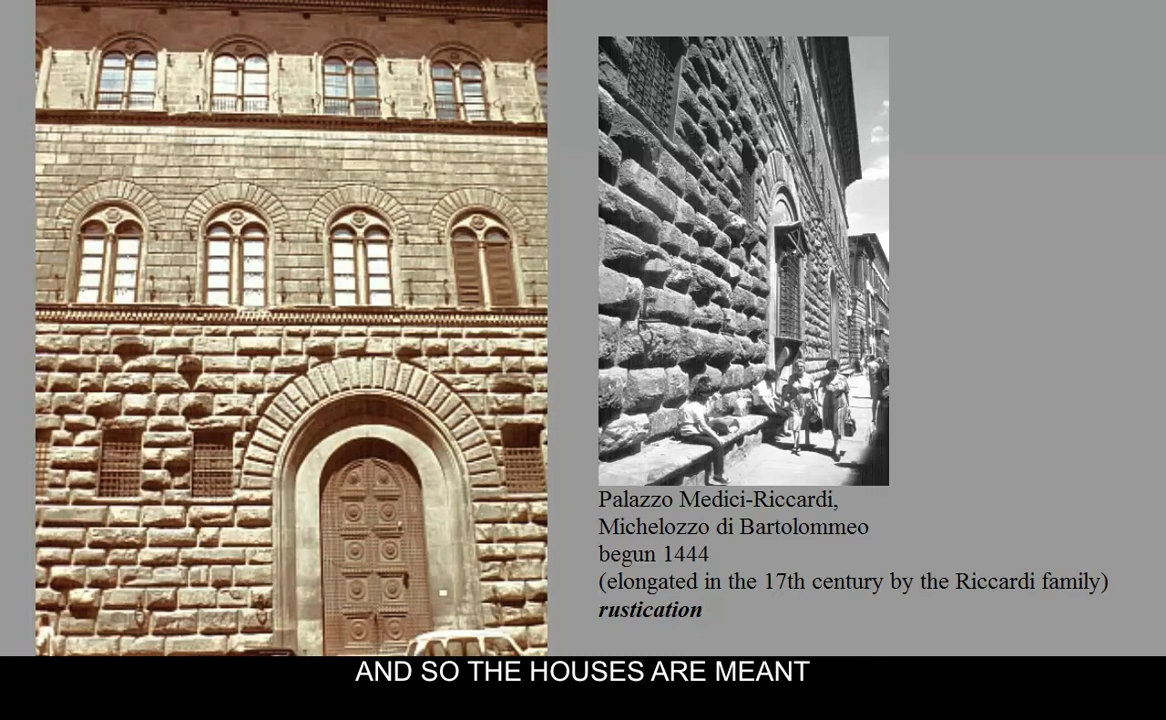 Palazzo Medici-Riccardi,
Michelozzo di Bartolommeo
begun 1444
(elongated in the 17th century by the Riccardi family)
rustication
AND SO THE HOUSES ARE MEANT